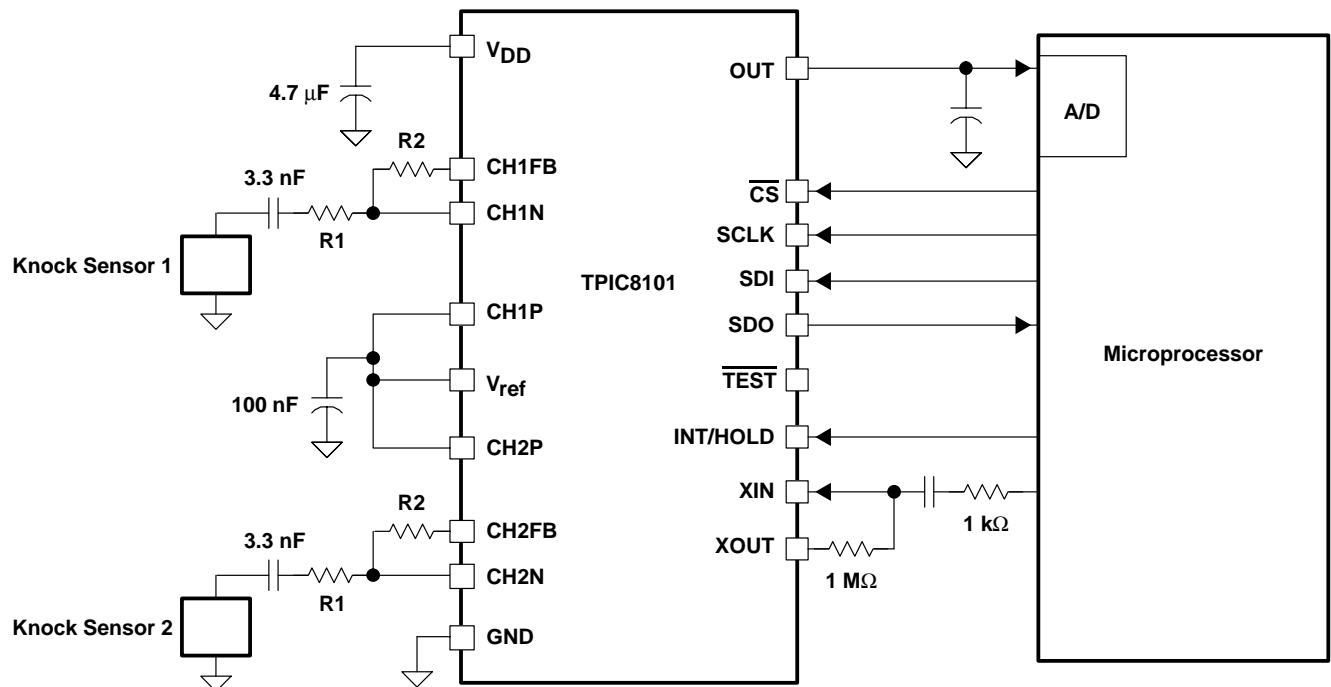 V_DD
4.7 μF
R2
CH1FB
3.3 nF
CH1N
R1
Knock Sensor 1
CH1P
V_ref
100 nF
CH2P
R2
CH2FB
3.3 nF
CH2N
R1
Knock Sensor 2
GND
TPIC8101
OUT
CS
SCLK
SDI
SDO
TEST
INT/HOLD
XIN
XOUT
1 kΩ
1 MΩ
A/D
Microprocessor